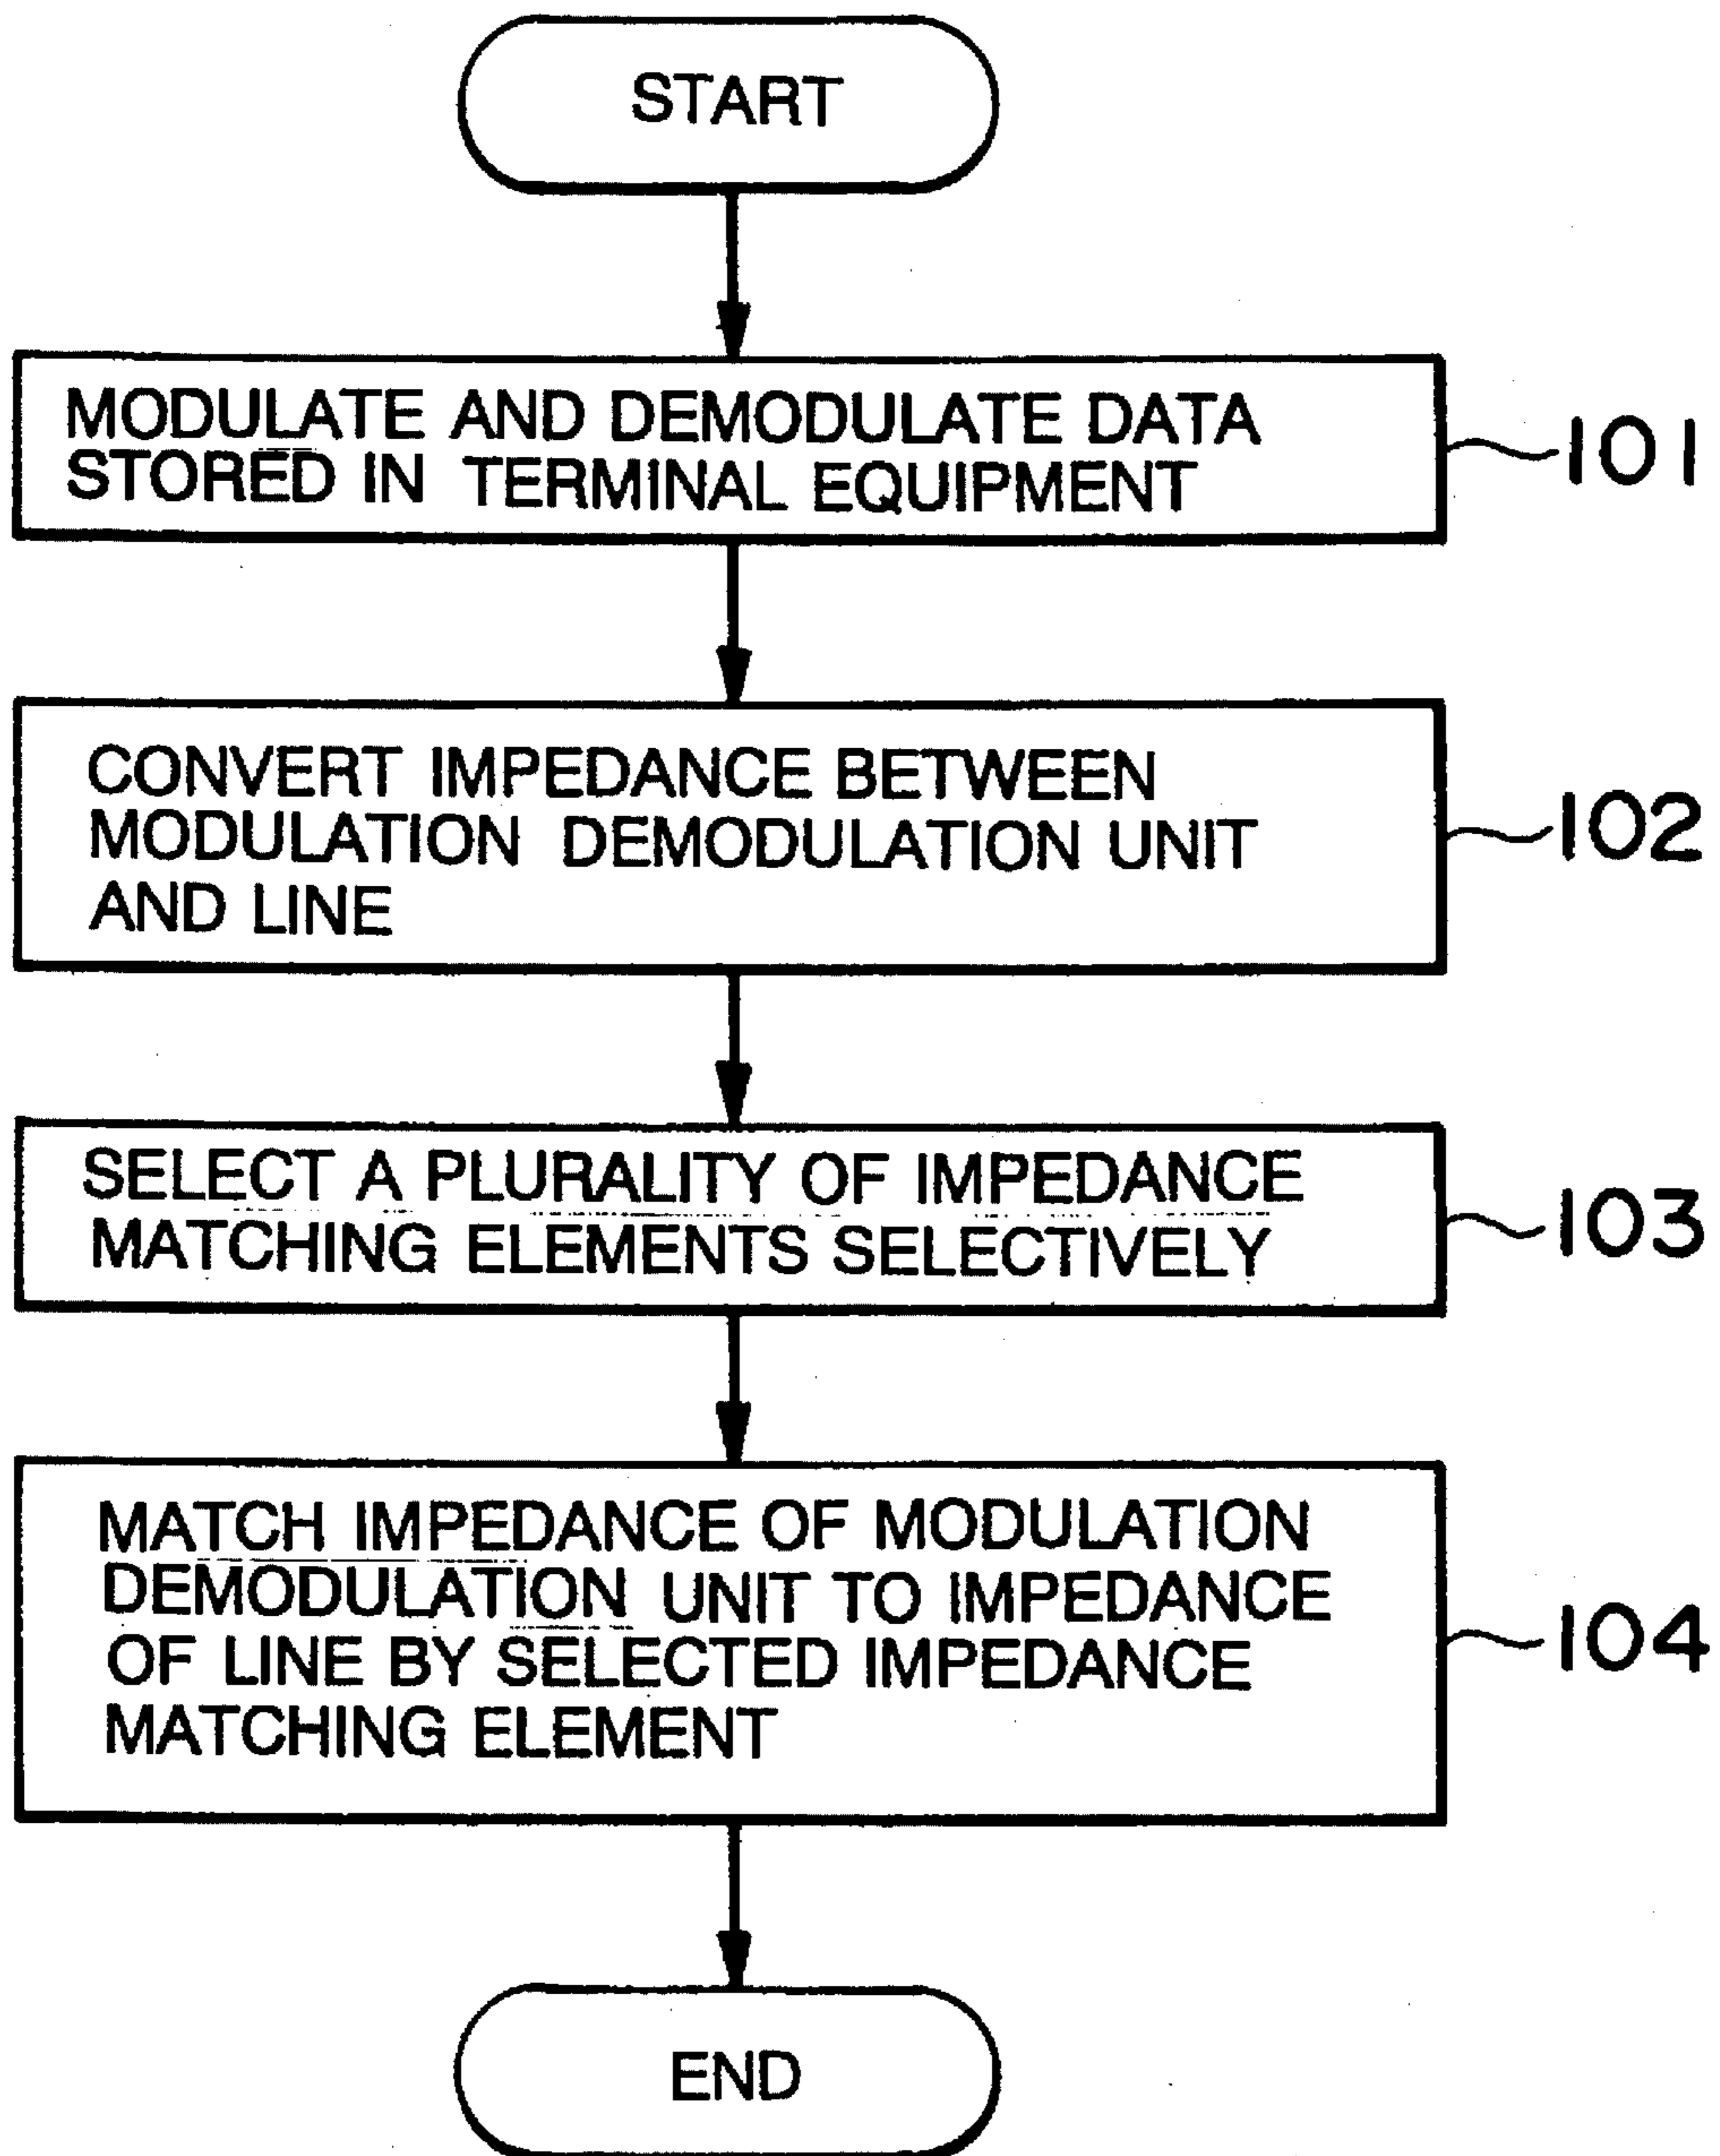 START
MODULATE AND DEMODULATE DATA
STORED IN TERMINAL EQUIPMENT
101
CONVERT IMPEDANCE BETWEEN
MODULATION DEMODULATION UNIT
AND LINE
102
SELECT A PLURALITY OF IMPEDANCE
MATCHING ELEMENTS SELECTIVELY
103
MATCH IMPEDANCE OF MODULATION
DEMODULATION UNIT TO IMPEDANCE
OF LINE BY SELECTED IMPEDANCE
MATCHING ELEMENT
104
END